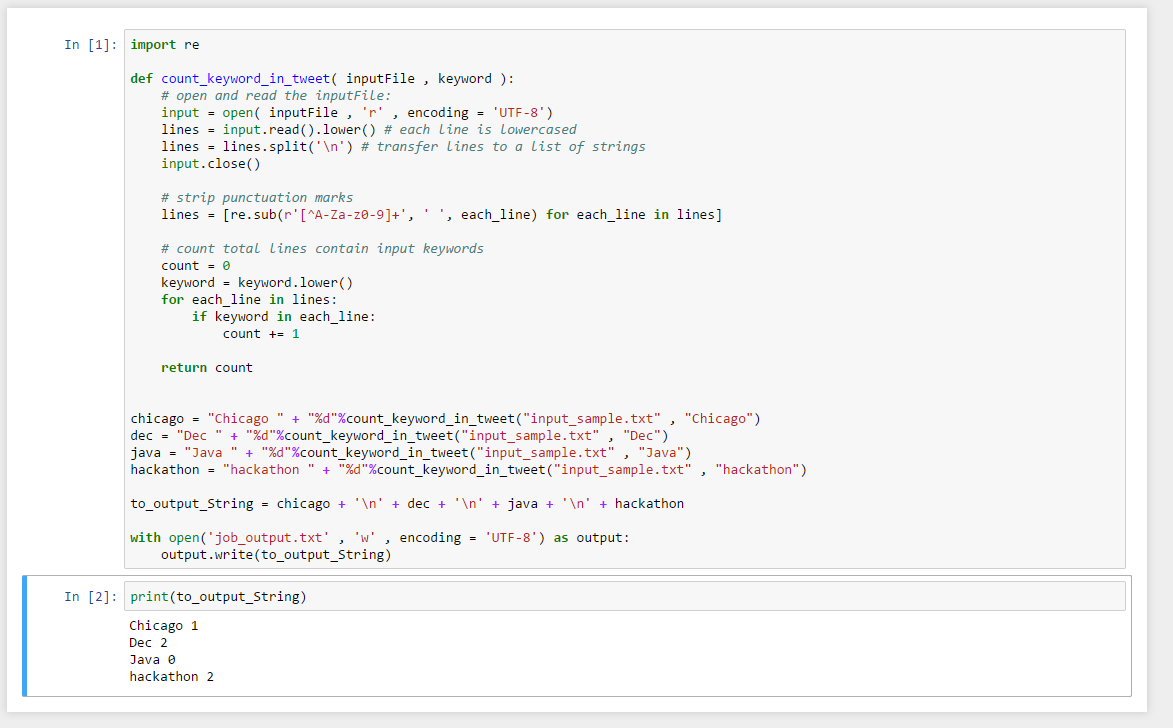 In [1]: import re
def count_keyword_in_tweet( inputFile , keyword ):
# open and read the inputFile:
input = open( inputFile , 'r' , encoding = 'UTF-8')
lines = input.read().lower() # each line is lowercased
lines = lines.split('\n') # transfer lines to a list of strings
input.close()
# strip punctuation marks
lines = [re.sub(r'[^A-Za-z0-9]+', ' ', each_line) for each_line in lines]
# count total lines contain input keywords
count = 0
keyword = keyword.lower()
for each_line in lines:
if keyword in each_line:
count += 1
return count
chicago = "Chicago " + "%d"%count_keyword_in_tweet("input_sample.txt" , "Chicago")
dec = "Dec " + "%d"%count_keyword_in_tweet("input_sample.txt" , "Dec")
java = "Java " + "%d"%count_keyword_in_tweet("input_sample.txt" , "Java")
hackathon = "hackathon " + "%d"%count_keyword_in_tweet("input_sample.txt" , "hackathon")
to_output_String = chicago + '\n' + dec + '\n' + java + '\n' + hackathon
with open('job_output.txt' , 'w' , encoding = 'UTF-8') as output:
output.write(to_output_String)
In [2]: print(to_output_String)
Chicago 1
Dec 2
Java 0
hackathon 2